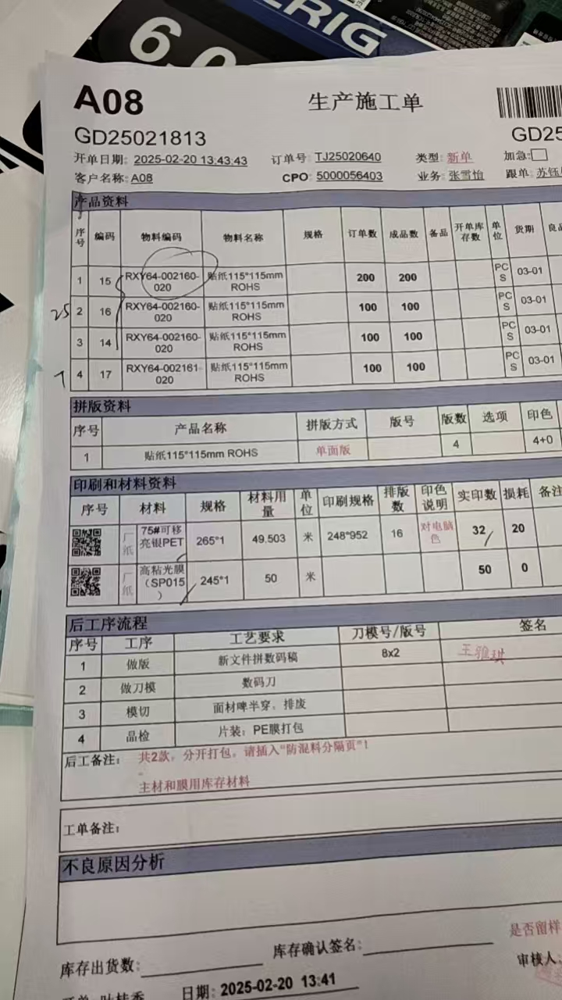 6.0
ERIG
A08
生产施工单
GD25021813
GD25
开单日期: 2025-02-20 13:43:43 订单号 TJ25020640 类型: 新单 加急:
客户名称: A08 CPO: 5000056403 业务: 张雪怡 跟单: 苏钰
产品资料
序号 编码 物料编码 物料名称 规格 订单数 成品数 备品 开单库存数 单位 货期 良品
1 15 RXY64-002160-020 贴纸115*115mm ROHS 200 200 PCS 03-01
25 2 16 RXY64-002160-020 贴纸115*115mm ROHS 100 100 PCS 03-01
3 14 RXY64-002160-020 贴纸115*115mm ROHS 100 100 PCS 03-01
4 17 RXY64-002161-020 贴纸115*115mm ROHS 100 100 PCS 03-01
拼版资料
序号 产品名称 拼版方式 版号 版数 选项 印色
1 贴纸115*115mm ROHS 单面版 4 4+0
印刷和材料资料
序号 材料 规格 材料用量 单位 印刷规格 排版数 印色说明 实印数 损耗 备注
厂纸 75#可移亮银PET 265*1 49.503 米 248*952 16 对电脑色 32 20
厂纸 高粘光膜（SP015） 245*1 50 米 50 0
后工序流程
序号 工序 工艺要求 刀模号/版号 签名
1 做版 新文件拼数码稿 8x2 王雅琪
2 做刀模 数码刀
3 模切 面材啤半穿，排废
4 品检 片装：PE膜打包
后工备注： 共2款，分开打包，请插入“防混料分隔页”！
主材和膜用库存材料
工单备注：
不良原因分析
是否留样
库存出货数： 库存确认签名：
审核人：
日期: 2025-02-20 13:41